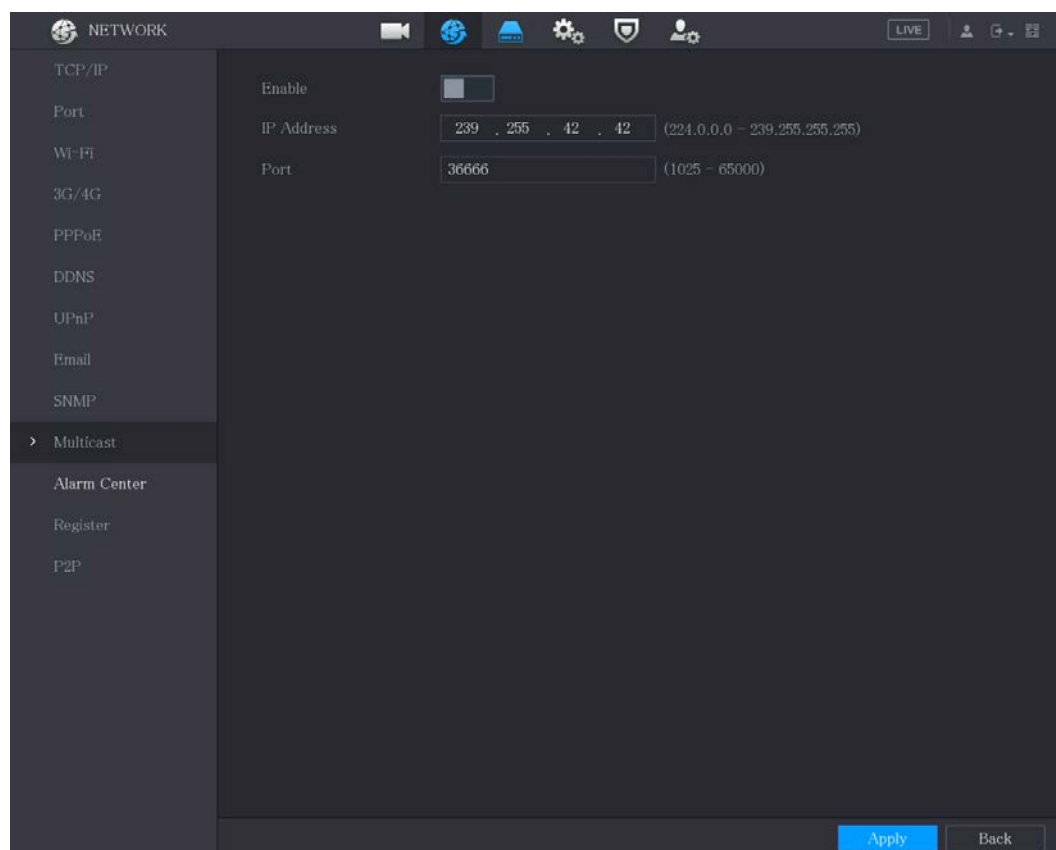 NETWORK
LIVE
TCP/IP
Port
Wi-Fi
3G/4G
PPPoE
DDNS
UPnP
Email
SNMP
Multicast
Alarm Center
Register
P2P
Enable
IP Address 239 . 255 . 42 . 42 (224.0.0.0 - 239.255.255.255)
Port 36666 (1025 - 65000)
Apply Back